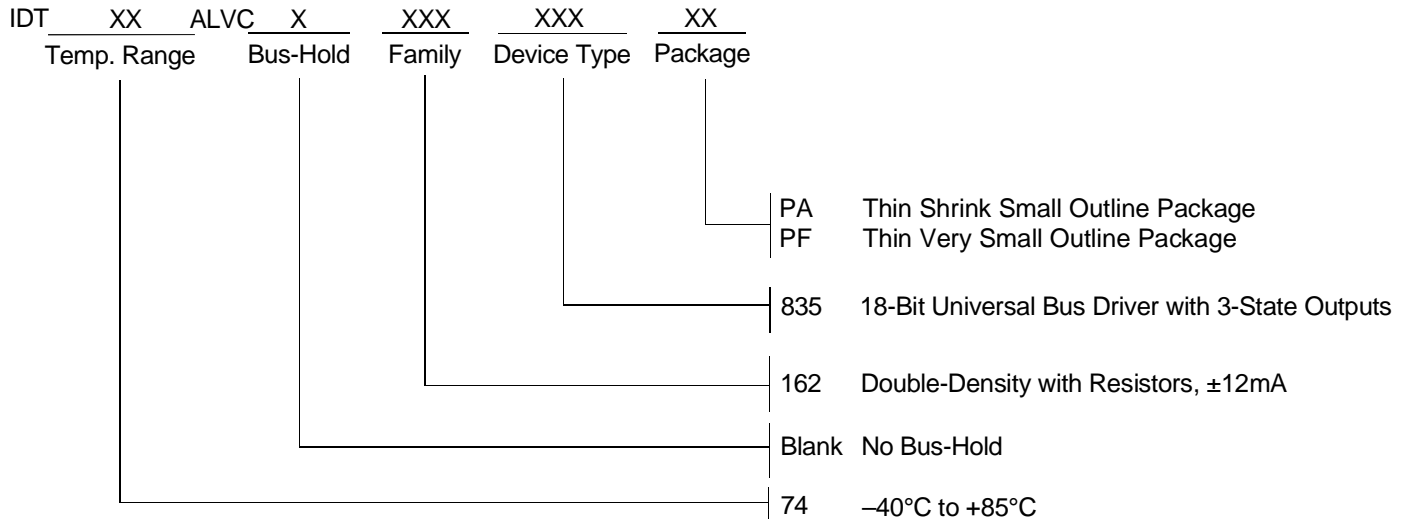 IDT XX ALVC X XXX XXX XX
Temp. Range Bus-Hold Family Device Type Package
PA Thin Shrink Small Outline Package
PF Thin Very Small Outline Package
835 18-Bit Universal Bus Driver with 3-State Outputs
162 Double-Density with Resistors, ±12mA
Blank No Bus-Hold
74 –40°C to +85°C